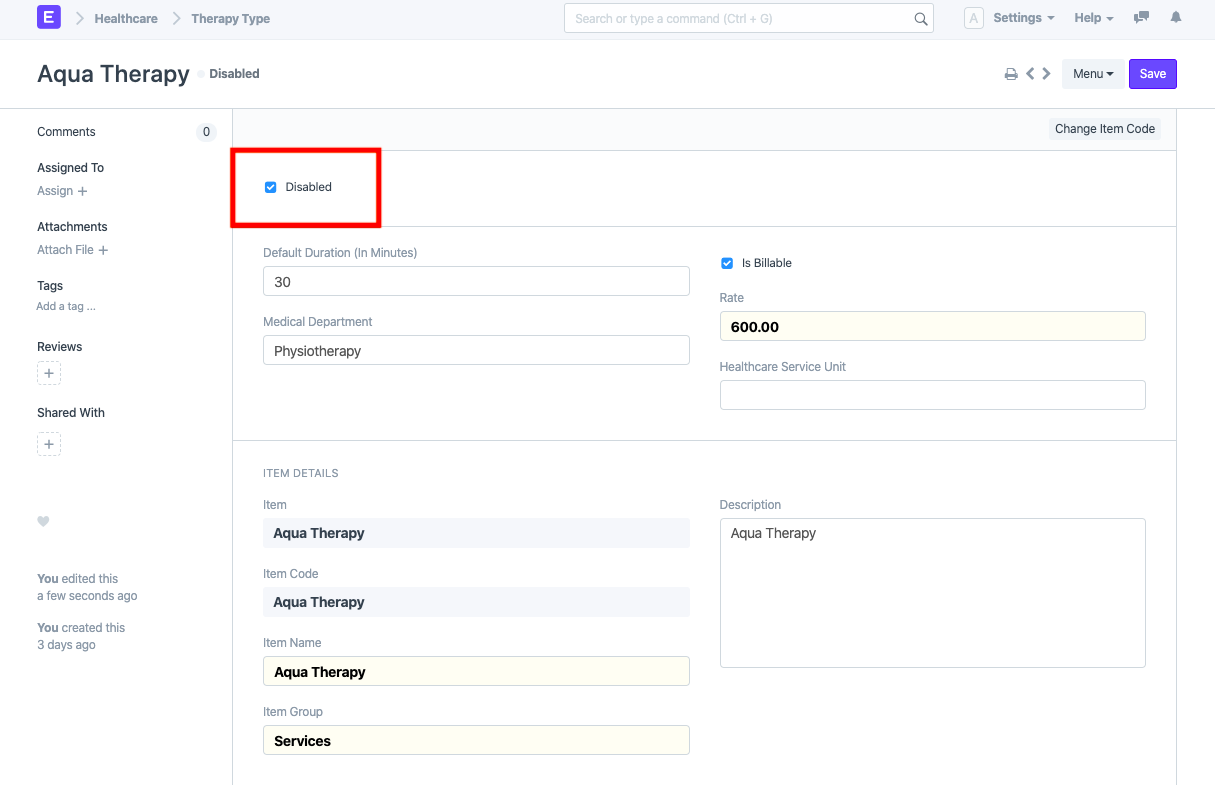 E Healthcare Therapy Type Search or type a command (Ctrl + G) A Settings Help
Aqua Therapy Disabled Menu Save
Comments 0
Change Item Code
Assigned To
Assign +
Attachments
Attach File +
Tags
Add a tag ...
Reviews
+
Shared With
+
You edited this
a few seconds ago
You created this
3 days ago
Disabled
Default Duration (In Minutes)
30
Medical Department
Physiotherapy
Is Billable
Rate
600.00
Healthcare Service Unit
ITEM DETAILS
Item
Aqua Therapy
Item Code
Aqua Therapy
Item Name
Aqua Therapy
Item Group
Services
Description
Aqua Therapy